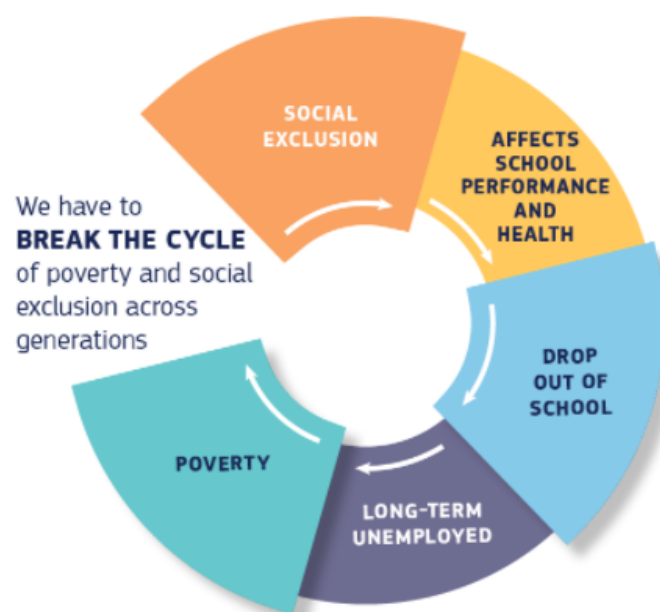 SOCIAL
EXCLUSION
AFFECTS
SCHOOL
PERFORMANCE
AND
HEALTH
We have to
BREAK THE CYCLE
of poverty and social
exclusion across
generations
DROP
OUT OF
SCHOOL
POVERTY
LONG-TERM
UNEMPLOYED